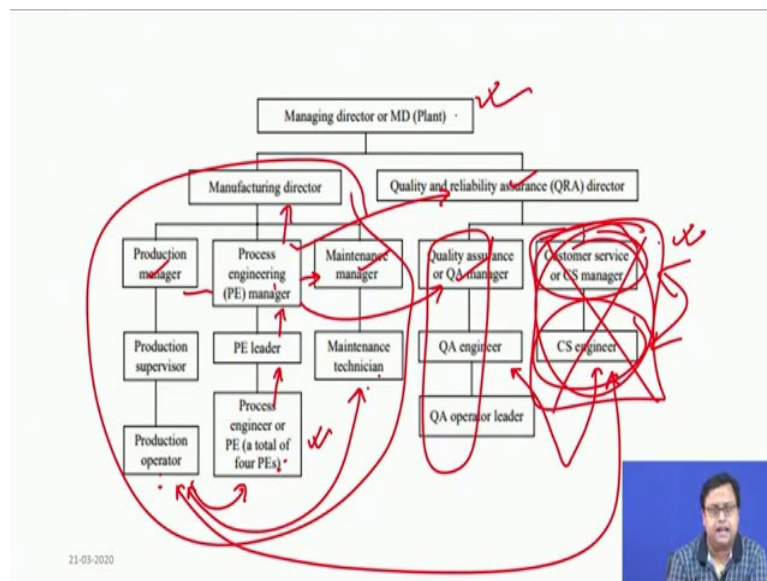 Managing director or MD (Plant)
Manufacturing director
Quality and reliability assurance (QRA) director
Production
manager
Process
engineering
(PE) manager
Maintenance
manager
Quality assurance
or QA manager
Customer service
or CS manager
Production
supervisor
PE leader
Maintenance
technician
QA engineer
CS engineer
Production
operator
Process
engineer or
PE (a total of
four PEs)
QA operator leader
21-03-2020